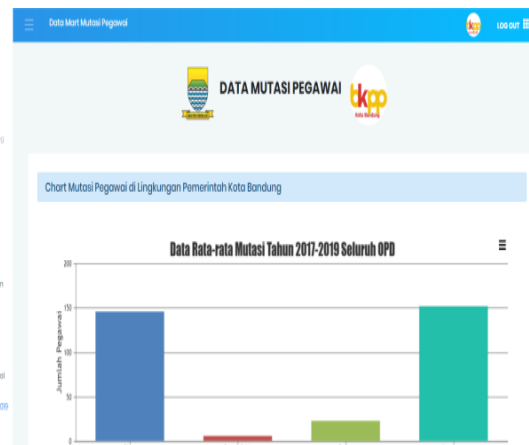 Data Mart Mutasi Pegawai
LOG OUT
DATA MUTASI PEGAWAI
bkpp
Kota Bandung
Chart Mutasi Pegawai di Lingkungan Pemerintah Kota Bandung
Data Rata-rata Mutasi Tahun 2017-2019 Seluruh OPD
Jumlah Pegawai
200
150
100
50
0